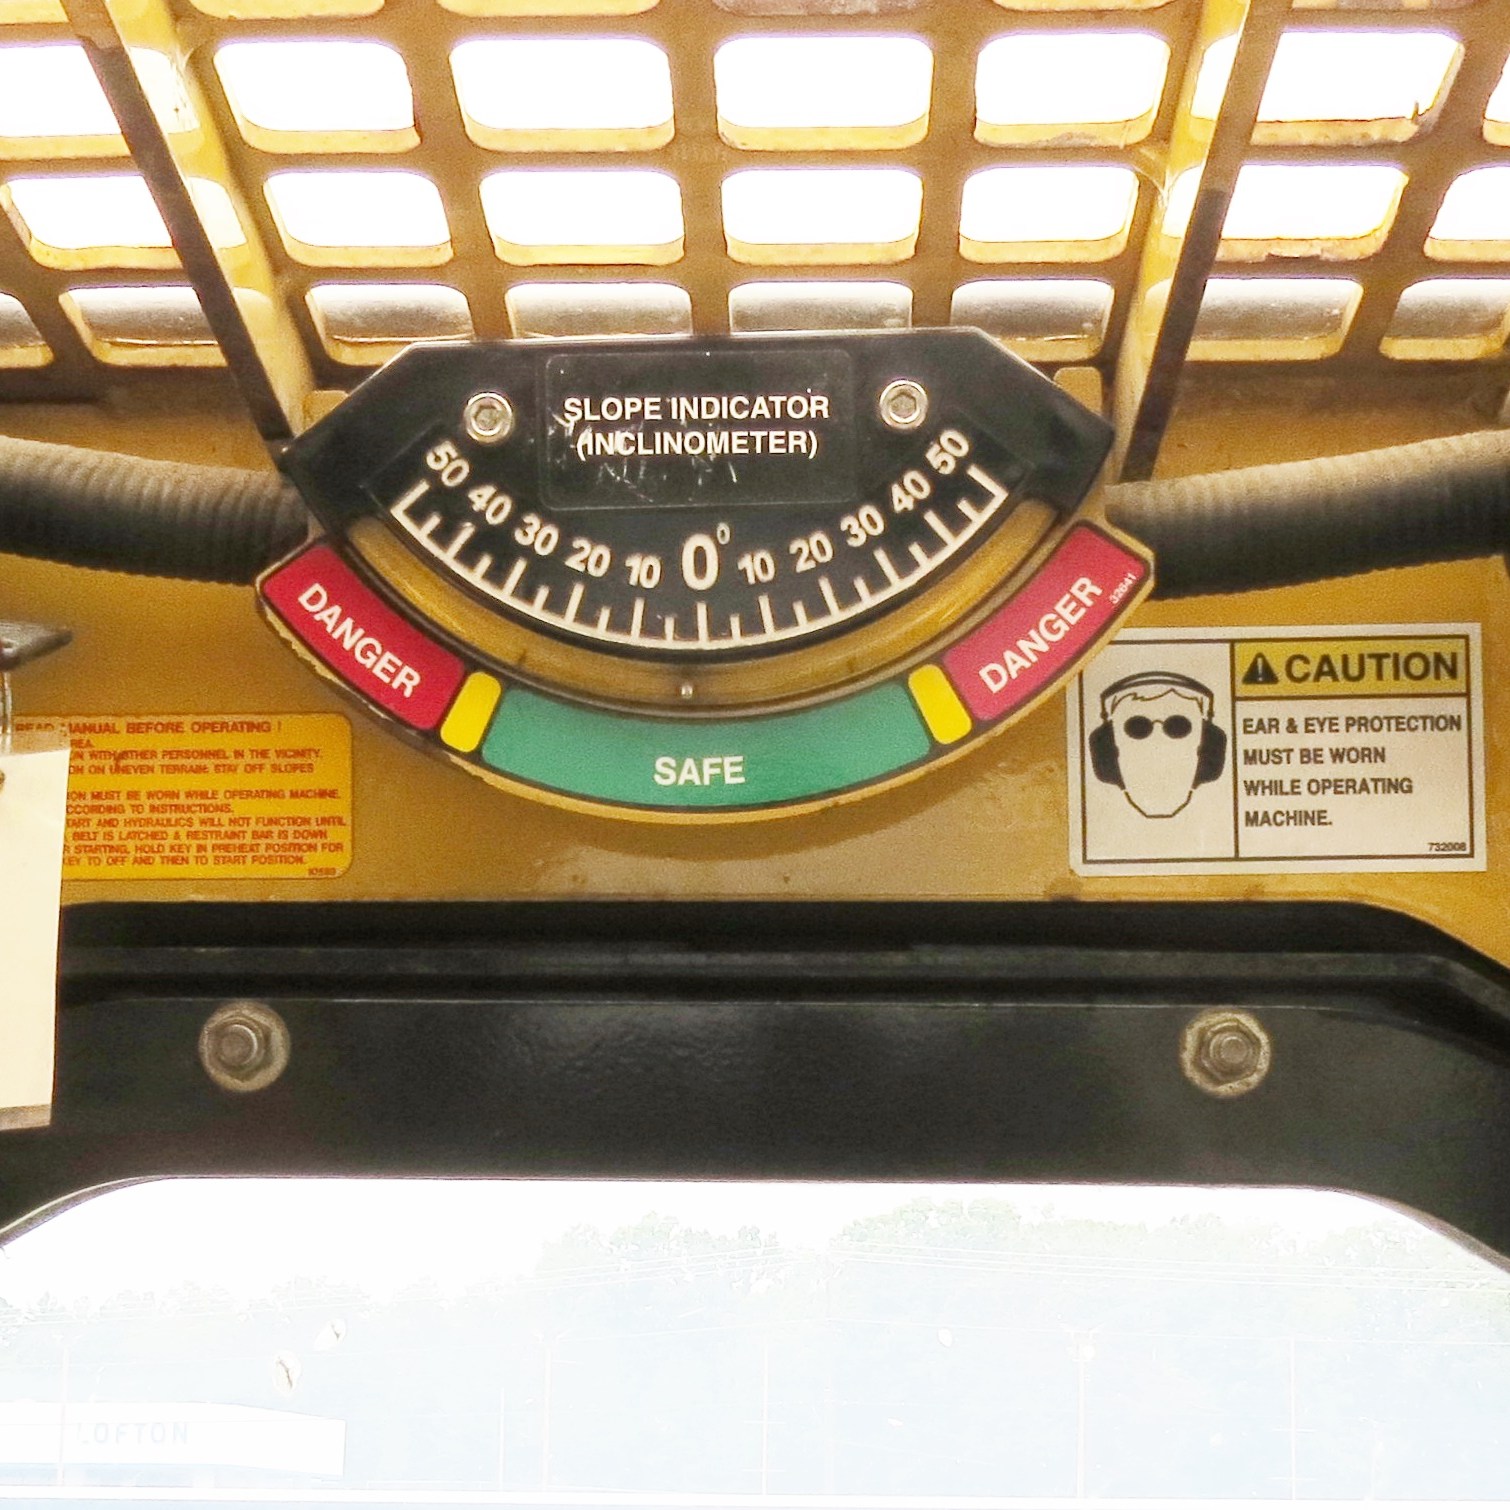 SLOPE INDICATOR
(INCLINOMETER)
50 40 30 20 10 0° 10 20 30 40 50
DANGER
SAFE
DANGER
32641
READ MANUAL BEFORE OPERATING !
WITH OTHER PERSONNEL IN THE VICINITY.
ON UNEVEN TERRAIN: STAY OFF SLOPES
MUST BE WORN WHILE OPERATING MACHINE.
ACCORDING TO INSTRUCTIONS.
AND HYDRAULICS WILL NOT FUNCTION UNTIL
BELT IS LATCHED & RESTRAINT BAR IS DOWN
STARTING, HOLD KEY IN PREHEAT POSITION FOR
KEY TO OFF AND THEN TO START POSITION.
CAUTION
EAR & EYE PROTECTION
MUST BE WORN
WHILE OPERATING
MACHINE.
732008
LOFTON